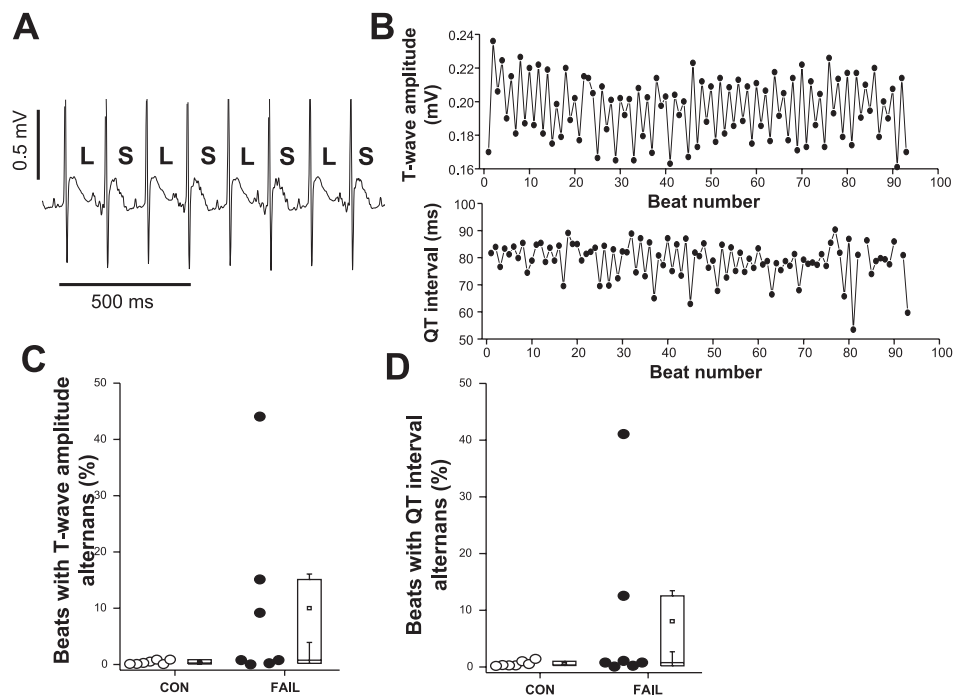 A
0.5 mV
L S L S L S L S
500 ms
B
T-wave amplitude
(mV)
0.24
0.22
0.20
0.18
0.16
0 10 20 30 40 50 60 70 80 90 100
Beat number
QT interval (ms)
100
90
80
70
60
50
0 10 20 30 40 50 60 70 80 90 100
Beat number
C
Beats with T-wave amplitude
alternans (%)
50
40
30
20
10
0
CON FAIL
D
Beats with QT interval
alternans (%)
50
40
30
20
10
0
CON FAIL